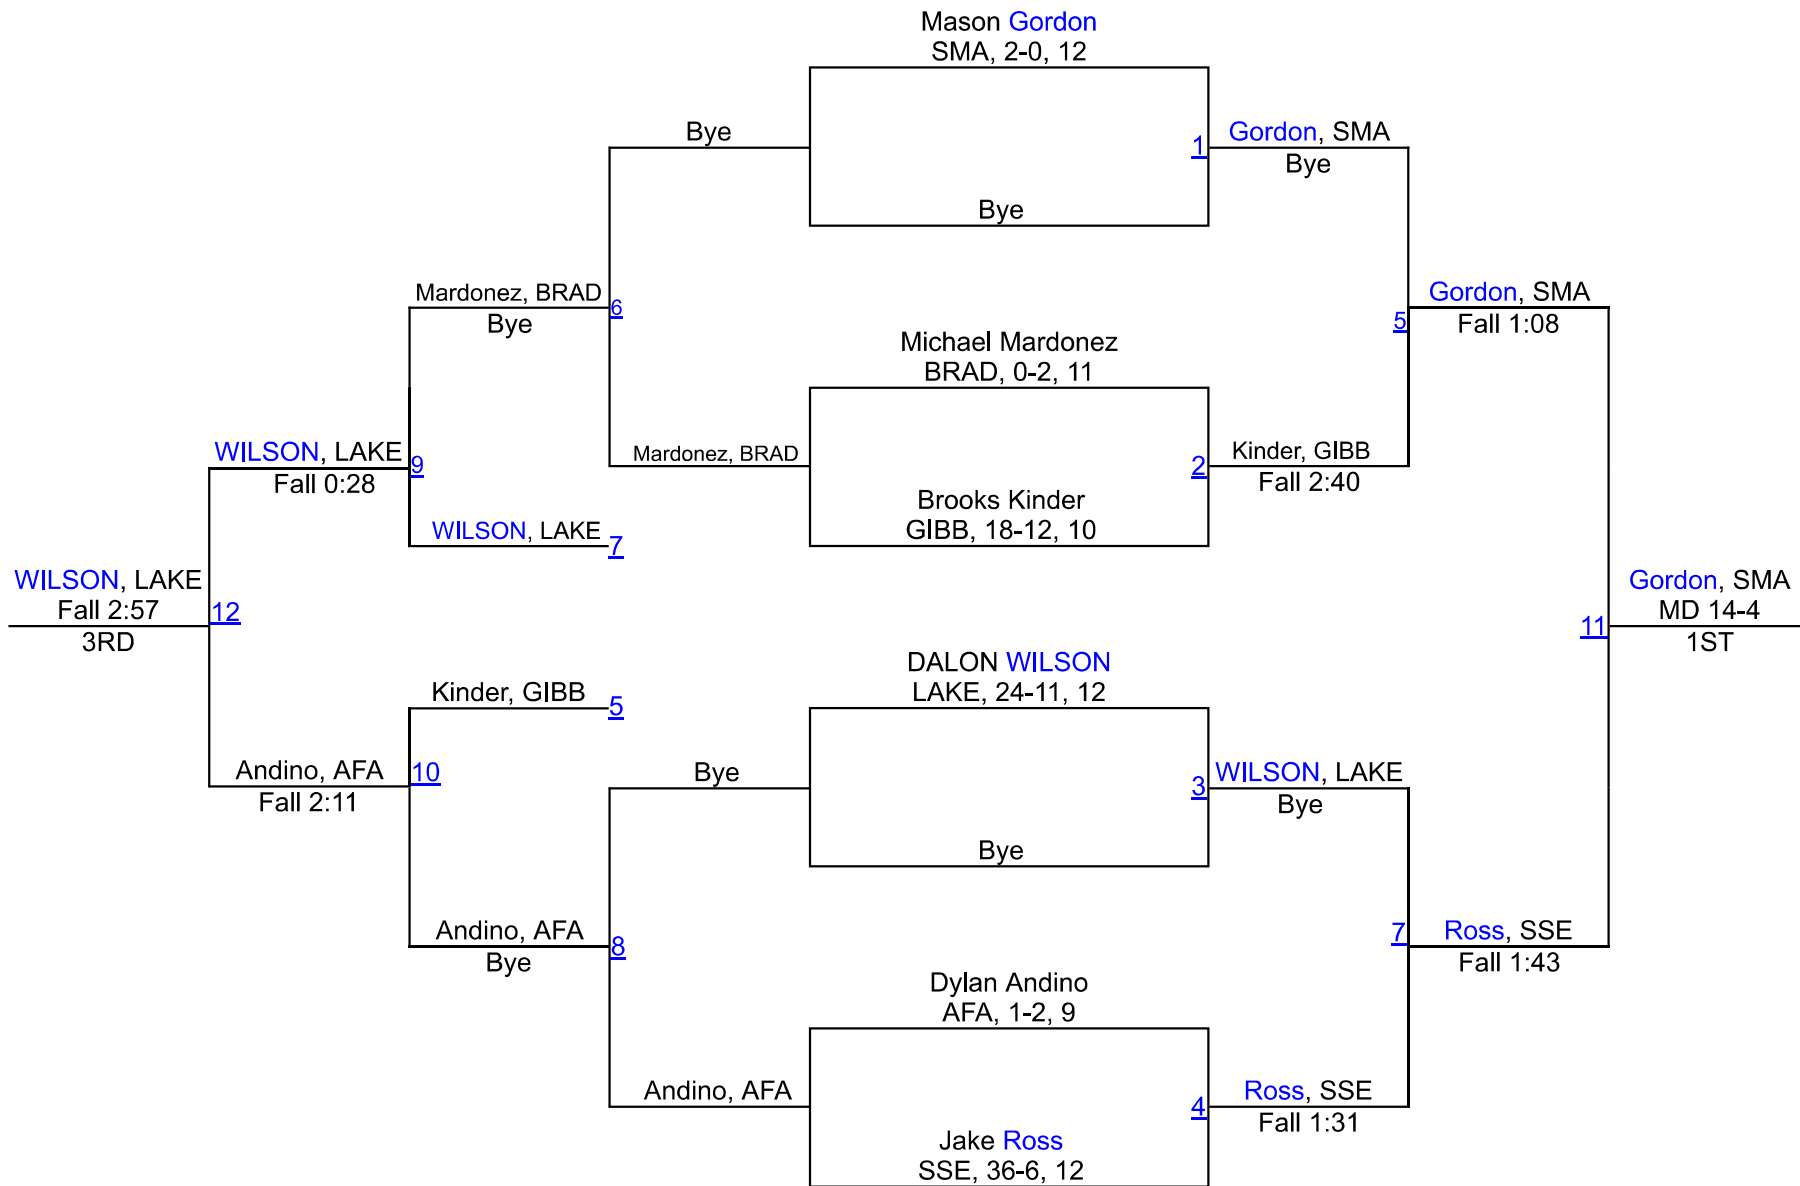 Mason Gordon
SMA, 2-0, 12
Bye
1
Gordon, SMA
Bye
Bye
Mardonez, BRAD
Bye
6
Gordon, SMA
Fall 1:08
5
Michael Mardonez
BRAD, 0-2, 11
WILSON, LAKE
Fall 0:28
9
Mardonez, BRAD
2
Kinder, GIBB
Fall 2:40
Brooks Kinder
GIBB, 18-12, 10
WILSON, LAKE
7
WILSON, LAKE
Fall 2:57
3RD
12
Gordon, SMA
MD 14-4
1ST
11
DALON WILSON
LAKE, 24-11, 12
Kinder, GIBB
5
Andino, AFA
Fall 2:11
10
Bye
3
WILSON, LAKE
Bye
Bye
Andino, AFA
Bye
8
7
Ross, SSE
Fall 1:43
Dylan Andino
AFA, 1-2, 9
Andino, AFA
4
Ross, SSE
Fall 1:31
Jake Ross
SSE, 36-6, 12